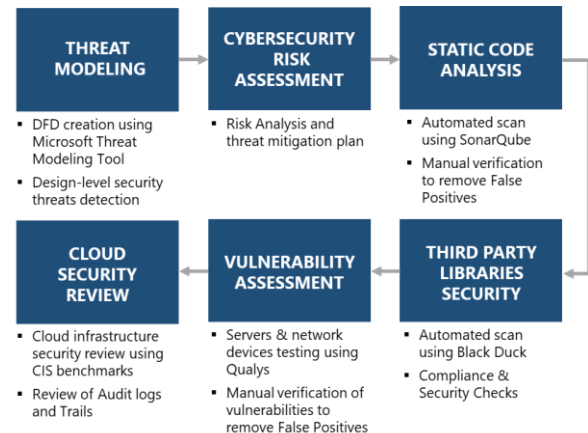 THREAT
MODELING
▪ DFD creation using
Microsoft Threat
Modeling Tool
▪ Design-level security
threats detection
CYBERSECURITY
RISK
ASSESSMENT
▪ Risk Analysis and
threat mitigation plan
STATIC CODE
ANALYSIS
▪ Automated scan
using SonarQube
▪ Manual verification
to remove False
Positives
THIRD PARTY
LIBRARIES
SECURITY
▪ Automated scan
using Black Duck
▪ Compliance &
Security Checks
VULNERABILITY
ASSESSMENT
▪ Servers & network
devices testing using
Qualys
▪ Manual verification of
vulnerabilities to
remove False Positives
CLOUD
SECURITY
REVIEW
▪ Cloud infrastructure
security review using
CIS benchmarks
▪ Review of Audit logs
and Trails